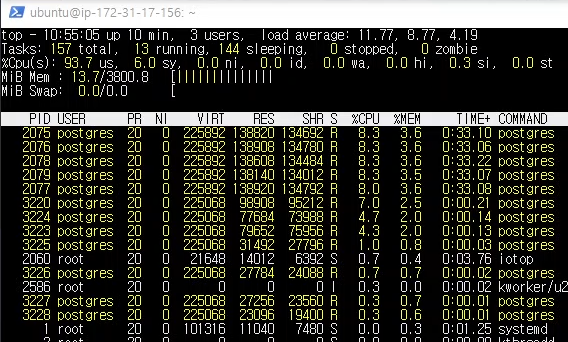 ubuntu@ip-172-31-17-156: ~
top - 10:55:05 up 10 min,  3 users,  load average: 11.77, 8.77, 4.19
Tasks: 157 total,  13 running, 144 sleeping,   0 stopped,   0 zombie
%Cpu(s): 93.7 us,  6.0 sy,  0.0 ni,  0.0 id,  0.0 wa,  0.0 hi,  0.3 si,  0.0 st
MiB Mem : 13.7/3800.8   [||||||||||||||
MiB Swap:  0.0/0.0      [
PID USER PR NI VIRT RES SHR S %CPU %MEM TIME+ COMMAND
2075 postgres 20 0 225892 138820 134692 R 8.3 3.6 0:33.10 postgres
2076 postgres 20 0 225892 138908 134780 R 8.3 3.6 0:33.06 postgres
2078 postgres 20 0 225892 138608 134484 R 8.3 3.6 0:33.22 postgres
2079 postgres 20 0 225892 138140 134012 R 8.3 3.5 0:33.07 postgres
2077 postgres 20 0 225892 138920 134792 R 8.0 3.6 0:33.08 postgres
3220 postgres 20 0 225068 98908 95212 R 7.0 2.5 0:00.21 postgres
3224 postgres 20 0 225068 77684 73988 R 4.7 2.0 0:00.14 postgres
3223 postgres 20 0 225068 79652 75956 R 4.3 2.0 0:00.13 postgres
3225 postgres 20 0 225068 31492 27796 R 1.0 0.8 0:00.03 postgres
2060 root 20 0 21648 14012 6392 S 0.7 0.4 0:03.76 iotop
3226 postgres 20 0 225068 27784 24088 R 0.7 0.7 0:00.02 postgres
2586 root 20 0 0 0 0 I 0.3 0.0 0:00.02 kworker/u2
3227 postgres 20 0 225068 27256 23560 R 0.3 0.7 0:00.01 postgres
3228 postgres 20 0 225068 23096 19400 R 0.3 0.6 0:00.01 postgres
1 root 20 0 101316 11040 7480 S 0.0 0.3 0:01.25 systemd
2 root 20 0 0 0 0 S 0.0 0.0 0:00.00 kthreadd